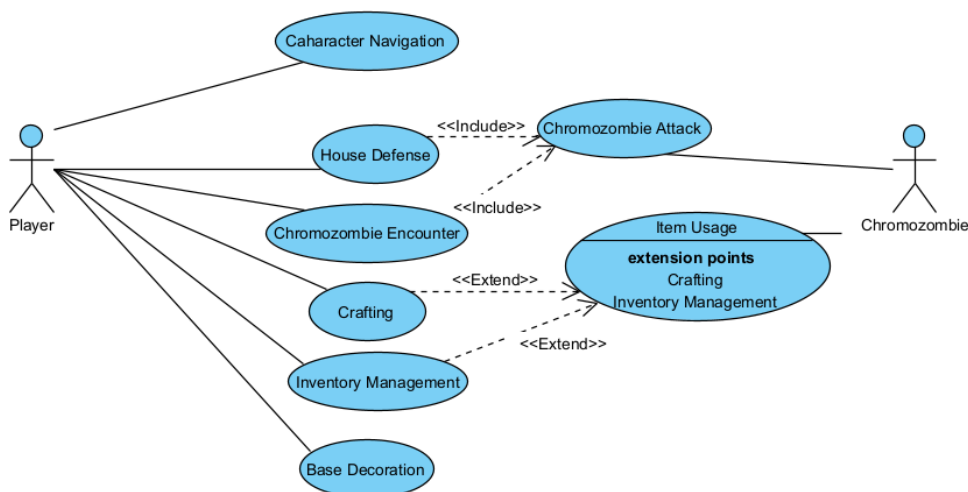 Caharacter Navigation
<<Include>>
Chromozombie Attack
House Defense
Player
Chromozombie
<<Include>>
Chromozombie Encounter
Item Usage
extension points
Crafting
Inventory Management
<<Extend>>
Crafting
<<Extend>>
Inventory Management
Base Decoration